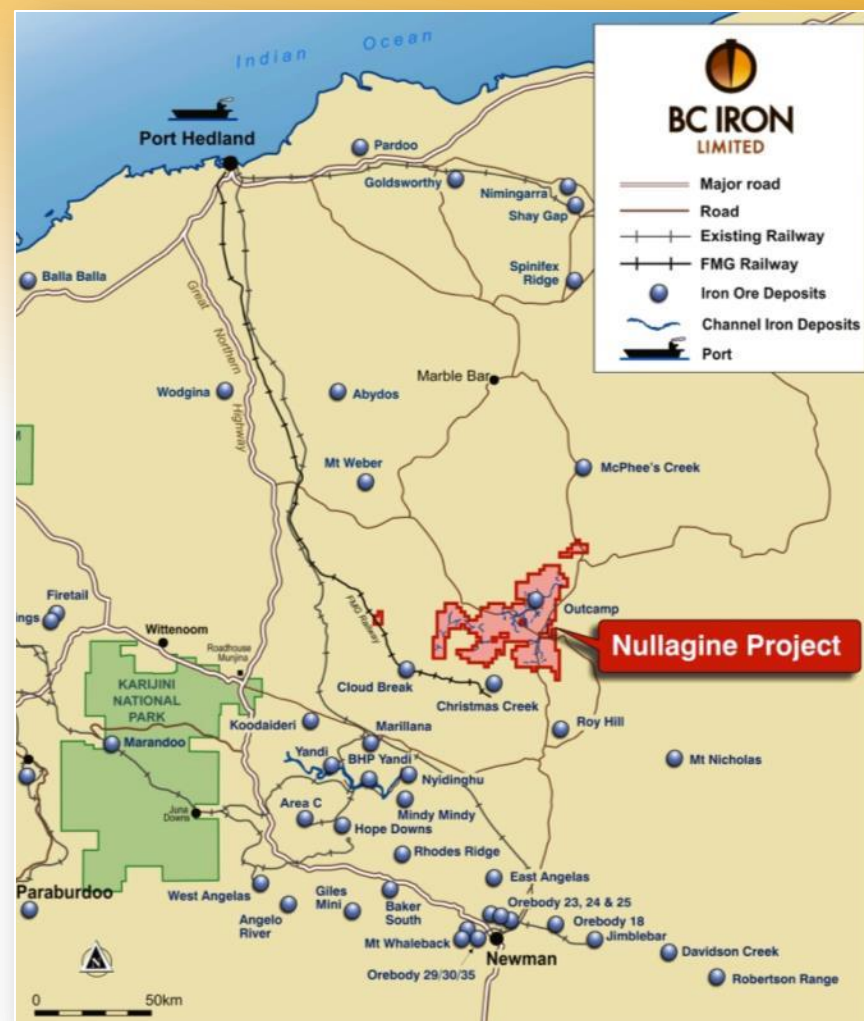 Indian Ocean
Port Hedland
Pardoo
Goldsworthy
Nimingarra
Shay Gap
Spinifex
Ridge
Balla Balla
BC IRON
LIMITED
Major road
Road
Existing Railway
FMG Railway
Iron Ore Deposits
Channel Iron Deposits
Port
Great Northern Highway
Marble Bar
Wodgina
Abydos
Mt Weber
McPhee's Creek
Outcamp
Nullagine Project
FMG Railway
Firetail
ings
Wittenoom
Roadhouse
Munjina
KARIJINI
NATIONAL
PARK
Cloud Break
Christmas Creek
Koodaideri
Marillana
Roy Hill
Marandoo
Yandi
BHP Yandi
Nyidinghu
Mt Nicholas
Mindy Mindy
Area C
Juna
Downs
Hope Downs
Rhodes Ridge
Paraburdoo
West Angelas
East Angelas
Angelo
River
Giles
Mini
Baker
South
Orebody 23, 24 & 25
Orebody 18
Mt Whaleback
Jimblebar
Newman
Davidson Creek
Orebody 29/30/35
Robertson Range
N
0 50km